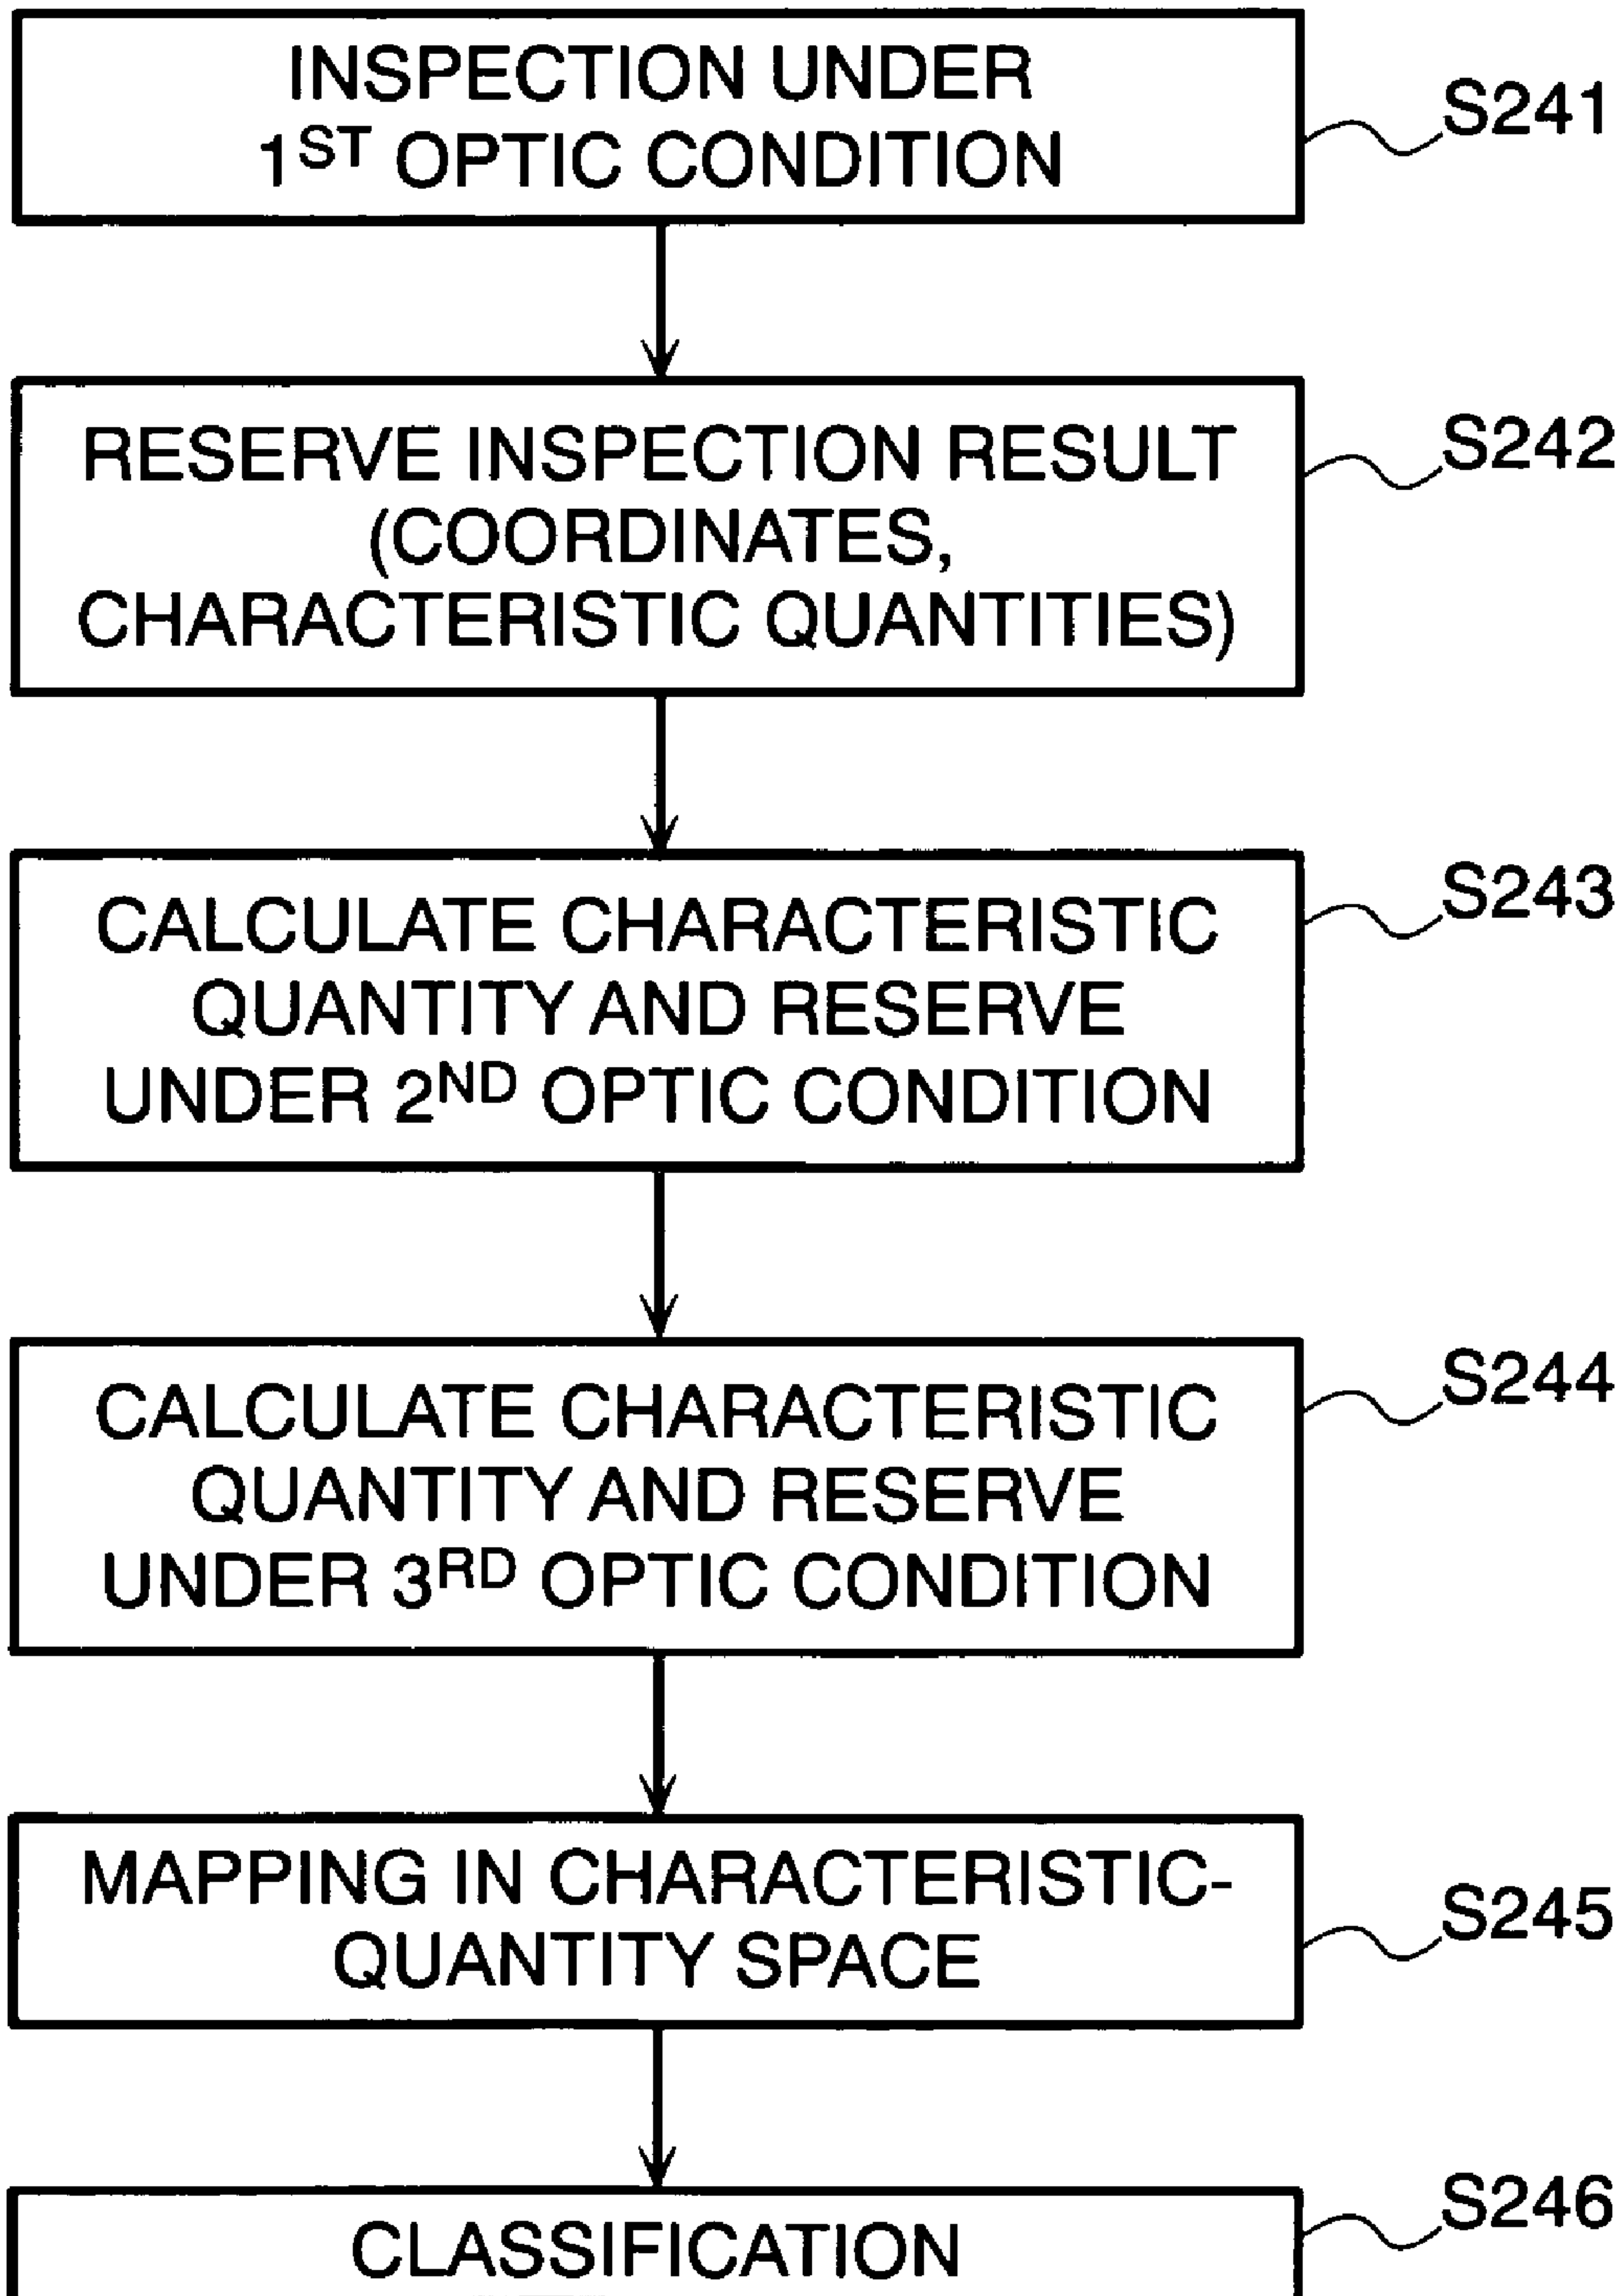 INSPECTION UNDER
1ST OPTIC CONDITION
S241
RESERVE INSPECTION RESULT
(COORDINATES,
CHARACTERISTIC QUANTITIES)
S242
CALCULATE CHARACTERISTIC
QUANTITY AND RESERVE
UNDER 2ND OPTIC CONDITION
S243
CALCULATE CHARACTERISTIC
QUANTITY AND RESERVE
UNDER 3RD OPTIC CONDITION
S244
MAPPING IN CHARACTERISTIC-
QUANTITY SPACE
S245
CLASSIFICATION
S246